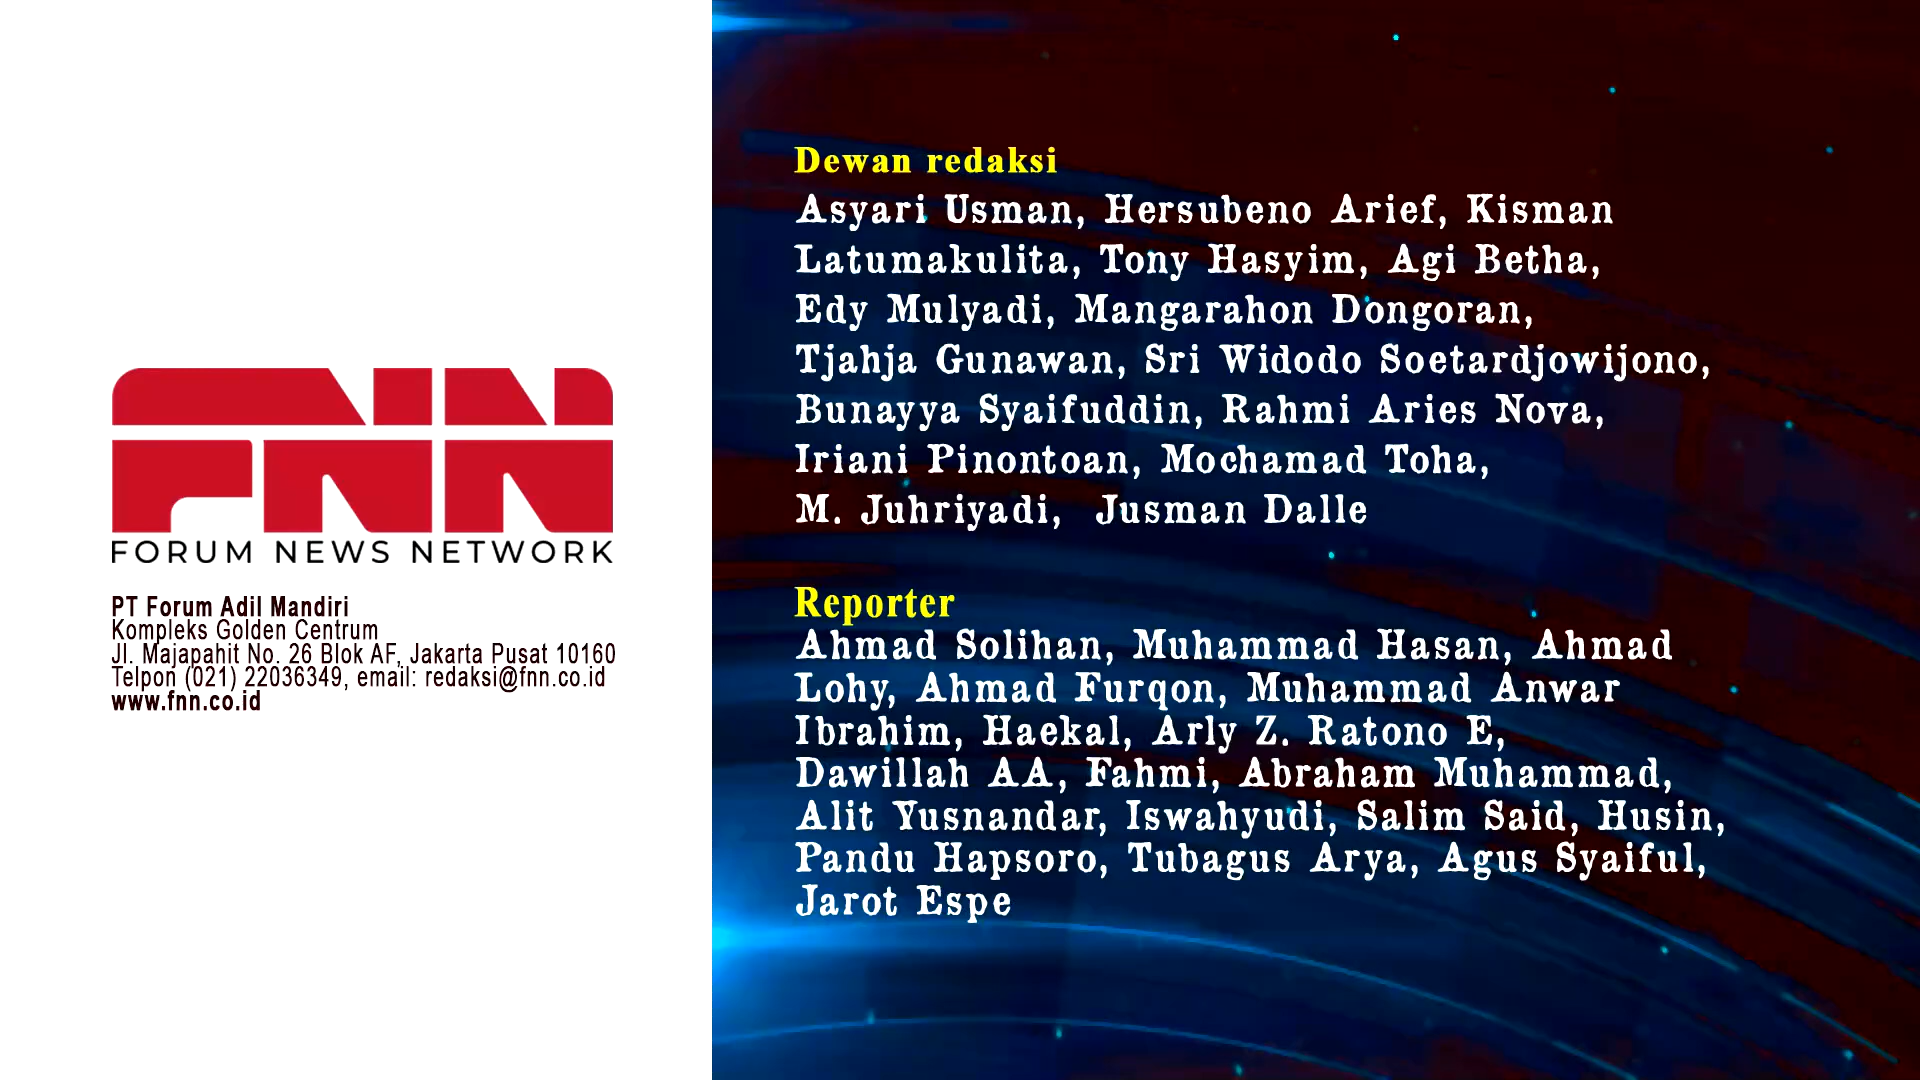 FNN
FORUM NEWS NETWORK
PT Forum Adil Mandiri
Kompleks Golden Centrum
Jl. Majapahit No. 26 Blok AF, Jakarta Pusat 10160
Telpon (021) 22036349, email: redaksi@fnn.co.id
www.fnn.co.id
Dewan redaksi
Asyari Usman, Hersubeno Arief, Kisman
Latumakulita, Tony Hasyim, Agi Betha,
Edy Mulyadi, Mangarahon Dongoran,
Tjahja Gunawan, Sri Widodo Soetardjowijono,
Bunayya Syaifuddin, Rahmi Aries Nova,
Iriani Pinontoan, Mochamad Toha,
M. Juhriyadi,  Jusman Dalle
Reporter
Ahmad Solihan, Muhammad Hasan, Ahmad
Lohy, Ahmad Furqon, Muhammad Anwar
Ibrahim, Haekal, Arly Z. Ratono E,
Dawillah AA, Fahmi, Abraham Muhammad,
Alit Yusnandar, Iswahyudi, Salim Said, Husin,
Pandu Hapsoro, Tubagus Arya, Agus Syaiful,
Jarot Espe